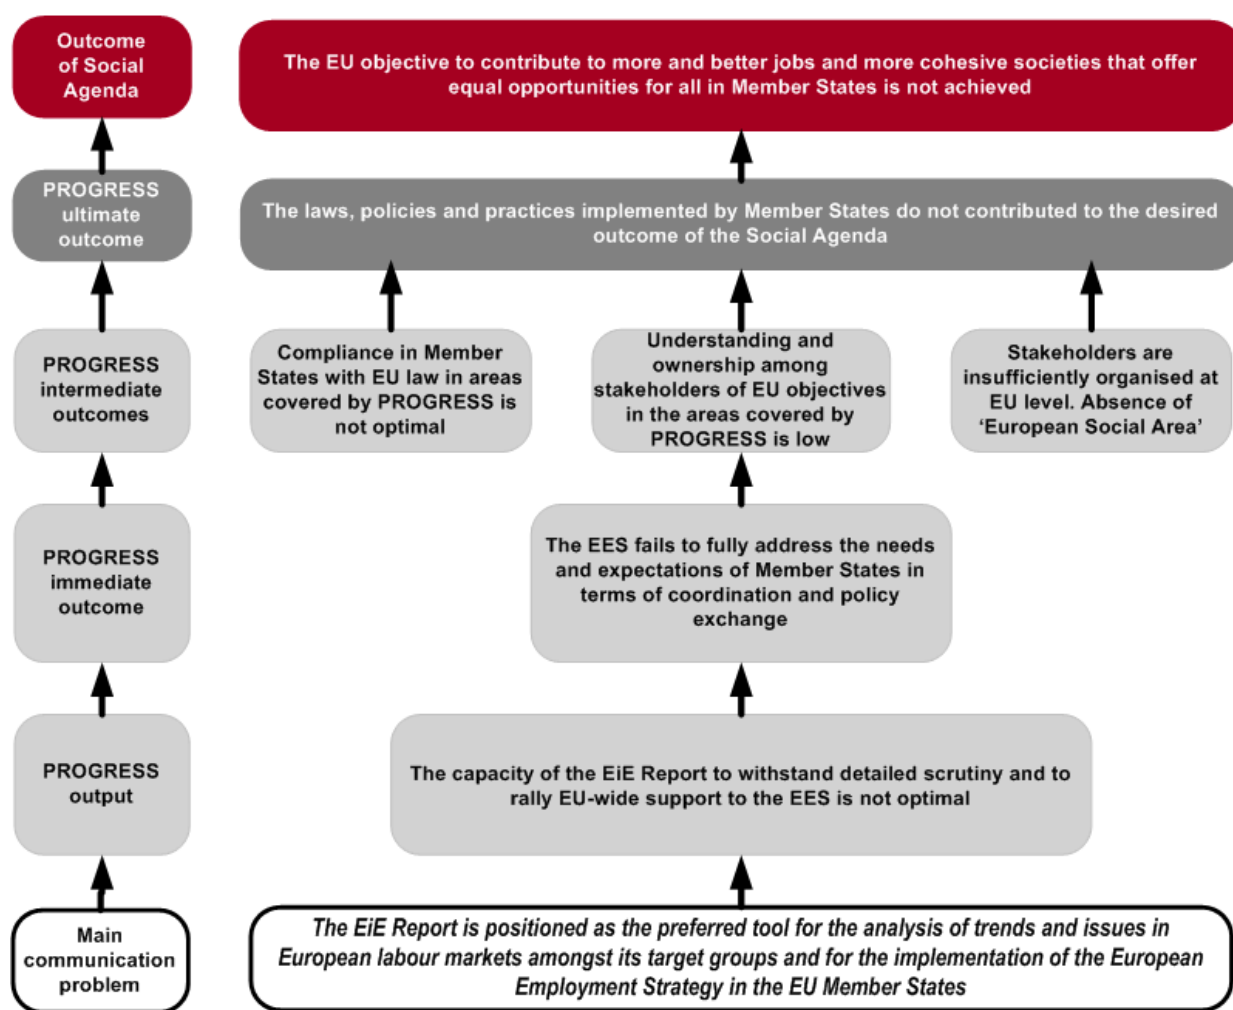 Outcome
of Social
Agenda
The EU objective to contribute to more and better jobs and more cohesive societies that offer
equal opportunities for all in Member States is not achieved
PROGRESS
ultimate
outcome
The laws, policies and practices implemented by Member States do not contributed to the desired
outcome of the Social Agenda
PROGRESS
intermediate
outcomes
Compliance in Member
States with EU law in areas
covered by PROGRESS is
not optimal
Understanding and
ownership among
stakeholders of EU objectives
in the areas covered by
PROGRESS is low
Stakeholders are
insufficiently organised at
EU level. Absence of
‘European Social Area’
PROGRESS
immediate
outcome
The EES fails to fully address the needs
and expectations of Member States in
terms of coordination and policy
exchange
PROGRESS
output
The capacity of the EiE Report to withstand detailed scrutiny and to
rally EU-wide support to the EES is not optimal
Main
communication
problem
The EiE Report is positioned as the preferred tool for the analysis of trends and issues in
European labour markets amongst its target groups and for the implementation of the European
Employment Strategy in the EU Member States